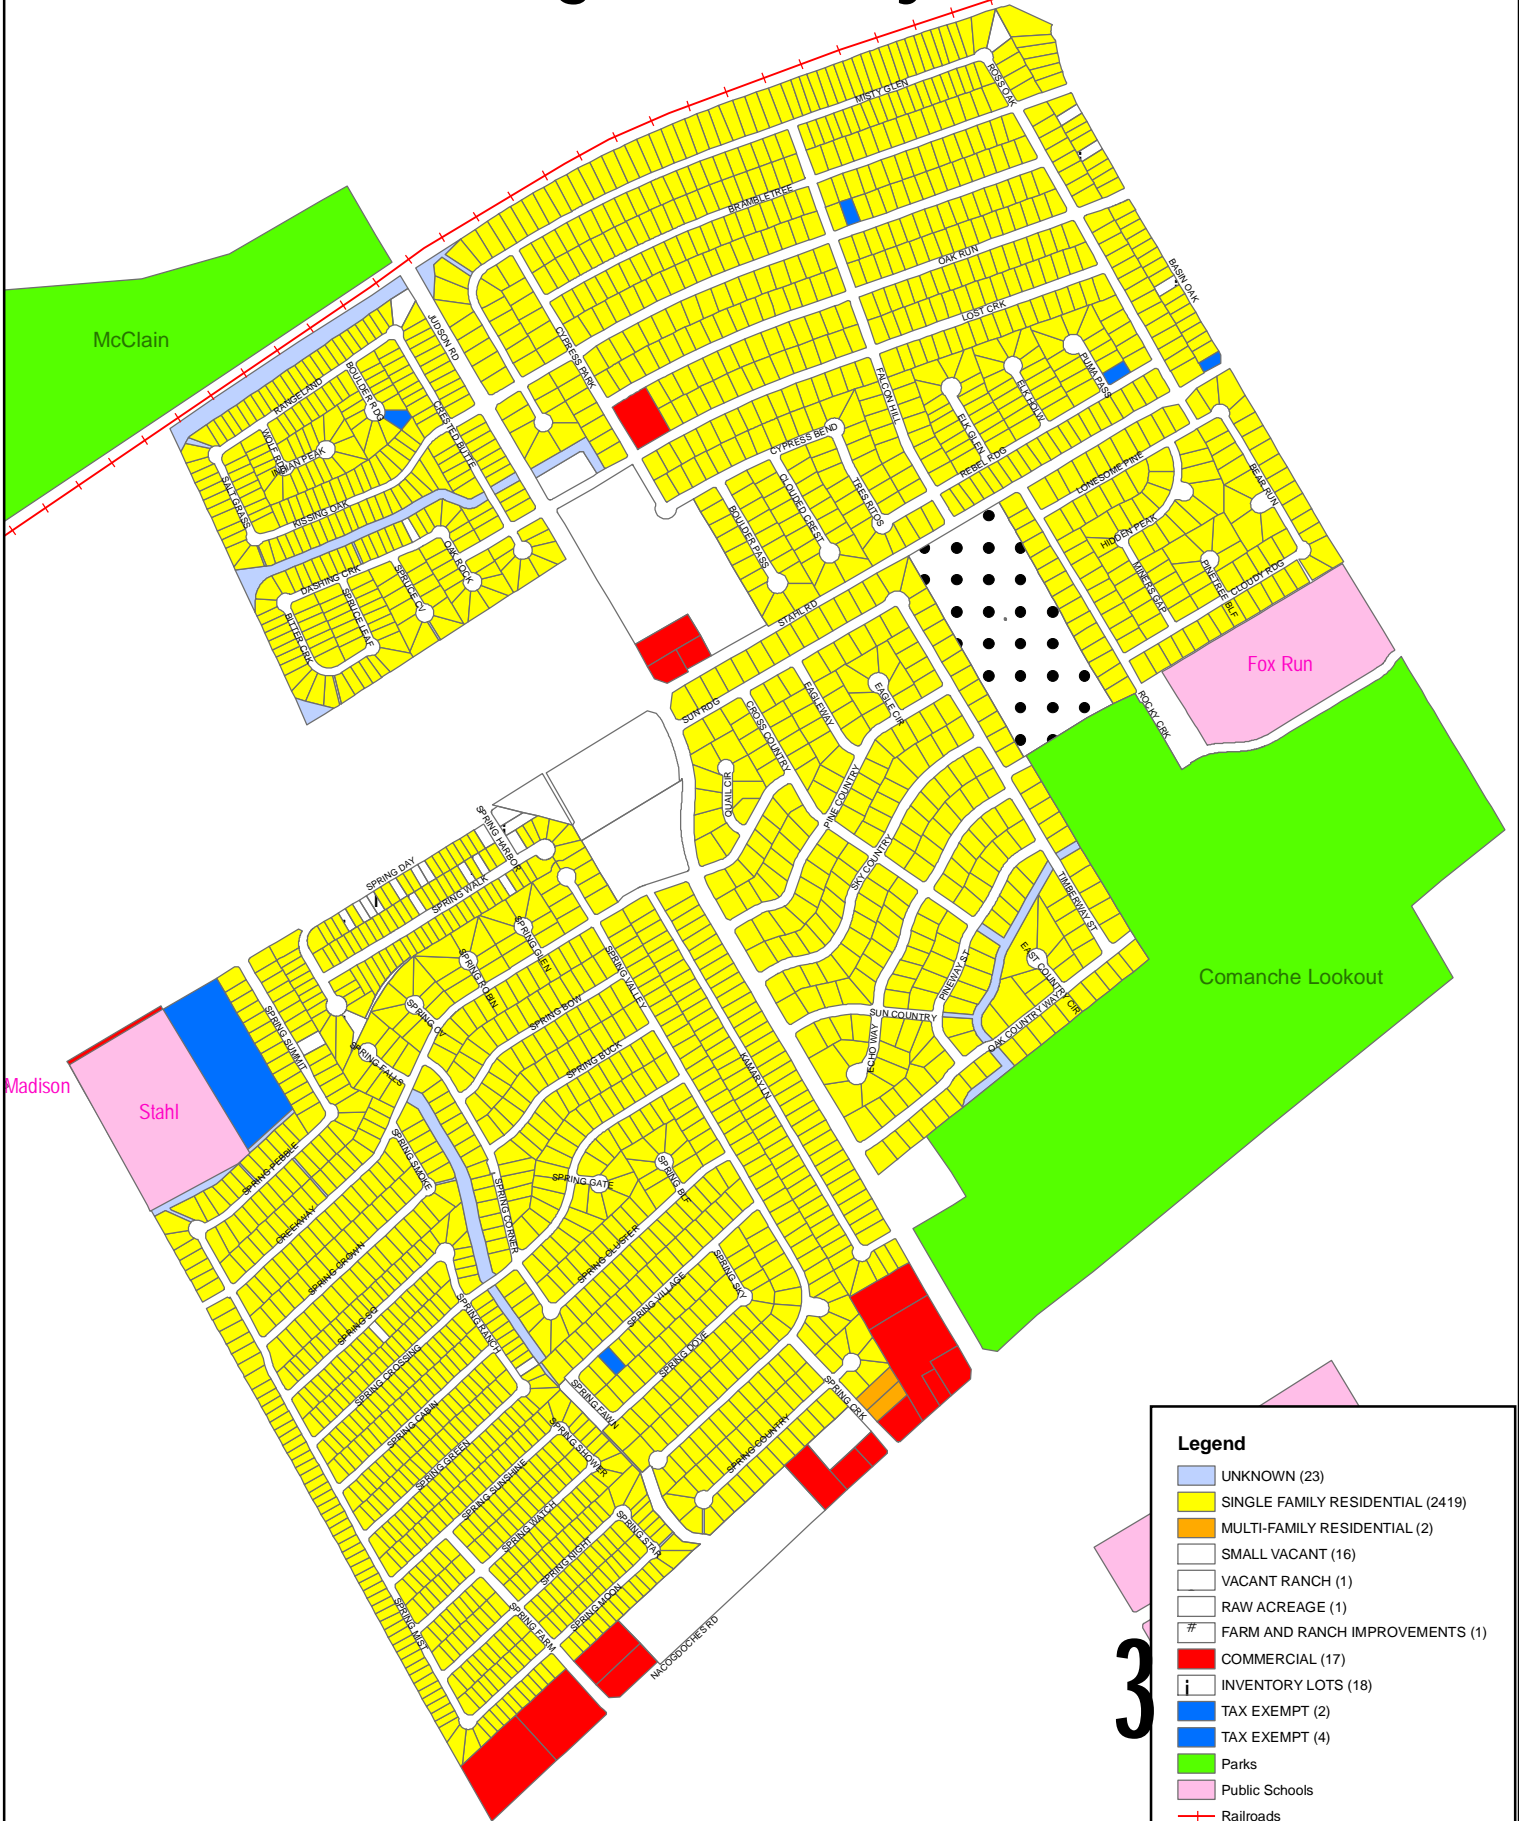 MISTY GLEN
ROSS OAK
BRAMBLETREE
BASIN OAK
OAK RUN
LOST CRK
McClain
JUDSON RD
CYPRESS PARK
BOULDER RDG
RANGELAND
CRESTED BUTTE
WOLF RDG
INDIAN PEAK
SALT GRASS
KISSING OAK
FALCON HILL
PUMA PASS
ELK HOLW
ELK GLEN
CYPRESS BEND
REBEL RDG
LONESOME PINE
BEAR RUN
CLOUDED CREST
TRES RITOS
BOULDER PASS
HIDDEN PEAK
MINERS GAP
PINETREE BLF
CLOUDY RDG
OAK ROCK
DASHING CRK
SPRUCE CV
SPRUCE LEAF
BITTER CRK
STAHL RD
Fox Run
ROCKY CRK
SUN RDG
EAGLEWAY
EAGLE CIR
CROSS COUNTRY
QUAIL CIR
PINE COUNTRY
SKY COUNTRY
SPRING HARBOR
SPRING DAY
SPRING WALK
TIMBERWAY ST
SPRING GLEN
SPRING ROBIN
SPRING VALLEY
SPRING CV
SPRING BOW
PINEWAY ST
EAST COUNTRY CIR
Comanche Lookout
SUN COUNTRY
OAK COUNTRY WAY
ECHO WAY
SPRING SUMMIT
SPRING FALLS
SPRING BUCK
KAMARY LN
Madison
Stahl
SPRING PEBBLE
SPRING SMOKE
SPRING GATE
SPRING BLF
SPRING CORNER
CREEKWAY
SPRING CROWN
SPRING CLUSTER
SPRING SKY
SPRING VILLAGE
SPRING SQ
SPRING RANCH
SPRING DOVE
SPRING CROSSING
SPRING FAWN
SPRING CRK
SPRING CABIN
SPRING SHOWER
SPRING COUNTRY
SPRING GREEN
SPRING SUNSHINE
SPRING WATCH
SPRING STAR
SPRING NIGHT
SPRING MOON
SPRING MIST
SPRING FARM
NACOGDOCHES RD
3
Legend
UNKNOWN (23)
SINGLE FAMILY RESIDENTIAL (2419)
MULTI-FAMILY RESIDENTIAL (2)
SMALL VACANT (16)
VACANT RANCH (1)
RAW ACREAGE (1)
# FARM AND RANCH IMPROVEMENTS (1)
COMMERCIAL (17)
i INVENTORY LOTS (18)
TAX EXEMPT (2)
TAX EXEMPT (4)
Parks
Public Schools
Railroads